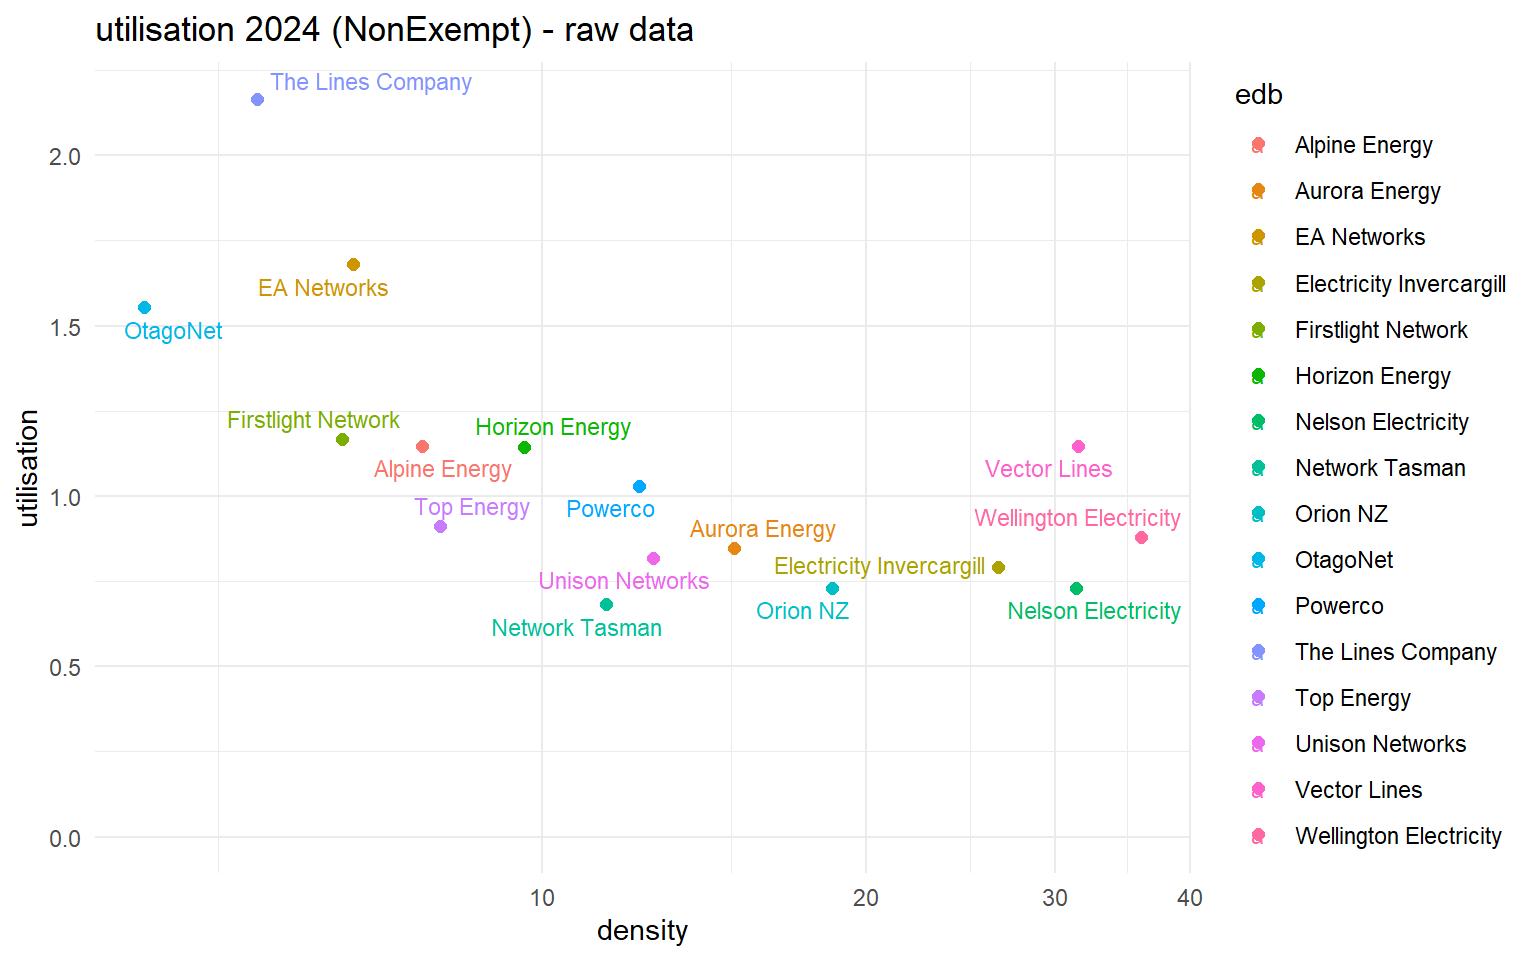 utilisation 2024 (NonExempt) - raw data
The Lines Company
EA Networks
OtagoNet
Firstlight Network
Horizon Energy
Alpine Energy
Vector Lines
Top Energy
Powerco
Wellington Electricity
Aurora Energy
Electricity Invercargill
Unison Networks
Orion NZ
Nelson Electricity
Network Tasman
2.0
1.5
1.0
0.5
0.0
utilisation
10 20 30 40
density
edb
a Alpine Energy
a Aurora Energy
a EA Networks
a Electricity Invercargill
a Firstlight Network
a Horizon Energy
a Nelson Electricity
a Network Tasman
a Orion NZ
a OtagoNet
a Powerco
a The Lines Company
a Top Energy
a Unison Networks
a Vector Lines
a Wellington Electricity